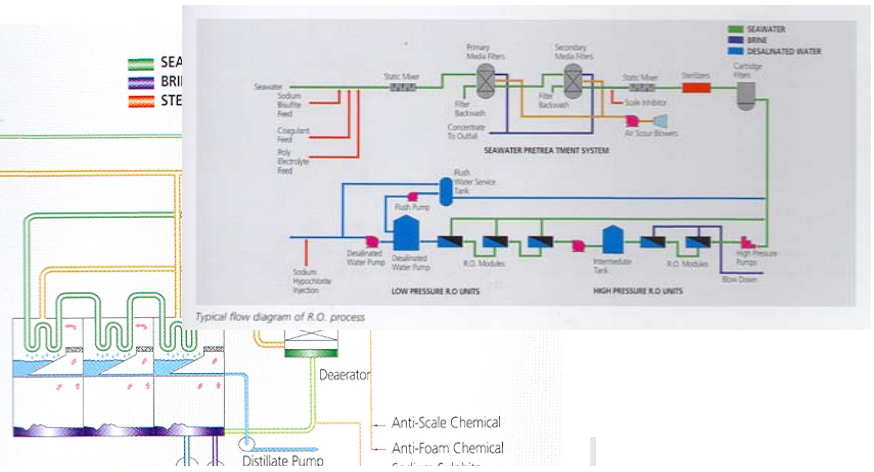 SEA
BRI
STE
SEAWATER
BRINE
DESALINATED WATER
Primary
Media Filters
Secondary
Media Filters
Cartridge
Filters
Static Mixer
Static Mixer
Sterilizers
Seawater
Sodium
Bisulfite
Feed
Filter
Backwash
Filter
Backwash
Scale Inhibitor
Coagulant
Feed
Concentrate
To Outfall
Air Scour Blowers
Poly
Electrolyte
Feed
SEAWATER PRETREA TMENT SYSTEM
Flush
Water Service
Tank
Flush Pump
Desalinated
Water Pump
Desalinated
Water Pump
R.O. Modules
Intermediate
Tank
R.O. Modules
High Pressure
Pumps
Sodium
Hypochlorite
Injection
Blow Down
LOW PRESSURE R.O UNITS
HIGH PRESSURE R.O UNITS
Typical flow diagram of R.O. process
Deaerator
Anti-Scale Chemical
Anti-Foam Chemical
Distillate Pump